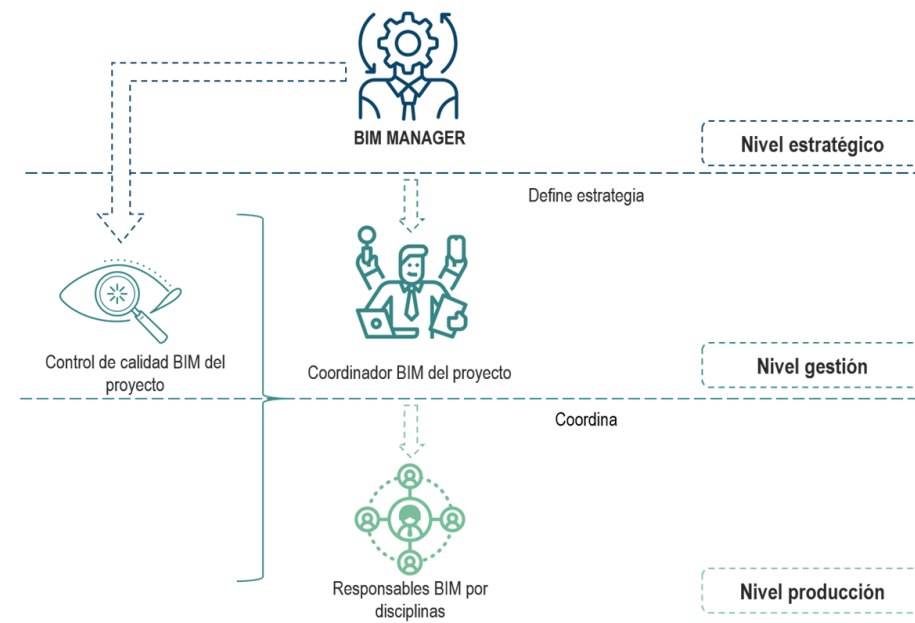 BIM MANAGER
Nivel estratégico
Define estrategia
Control de calidad BIM del
proyecto
Coordinador BIM del proyecto
Nivel gestión
Coordina
Responsables BIM por
disciplinas
Nivel producción